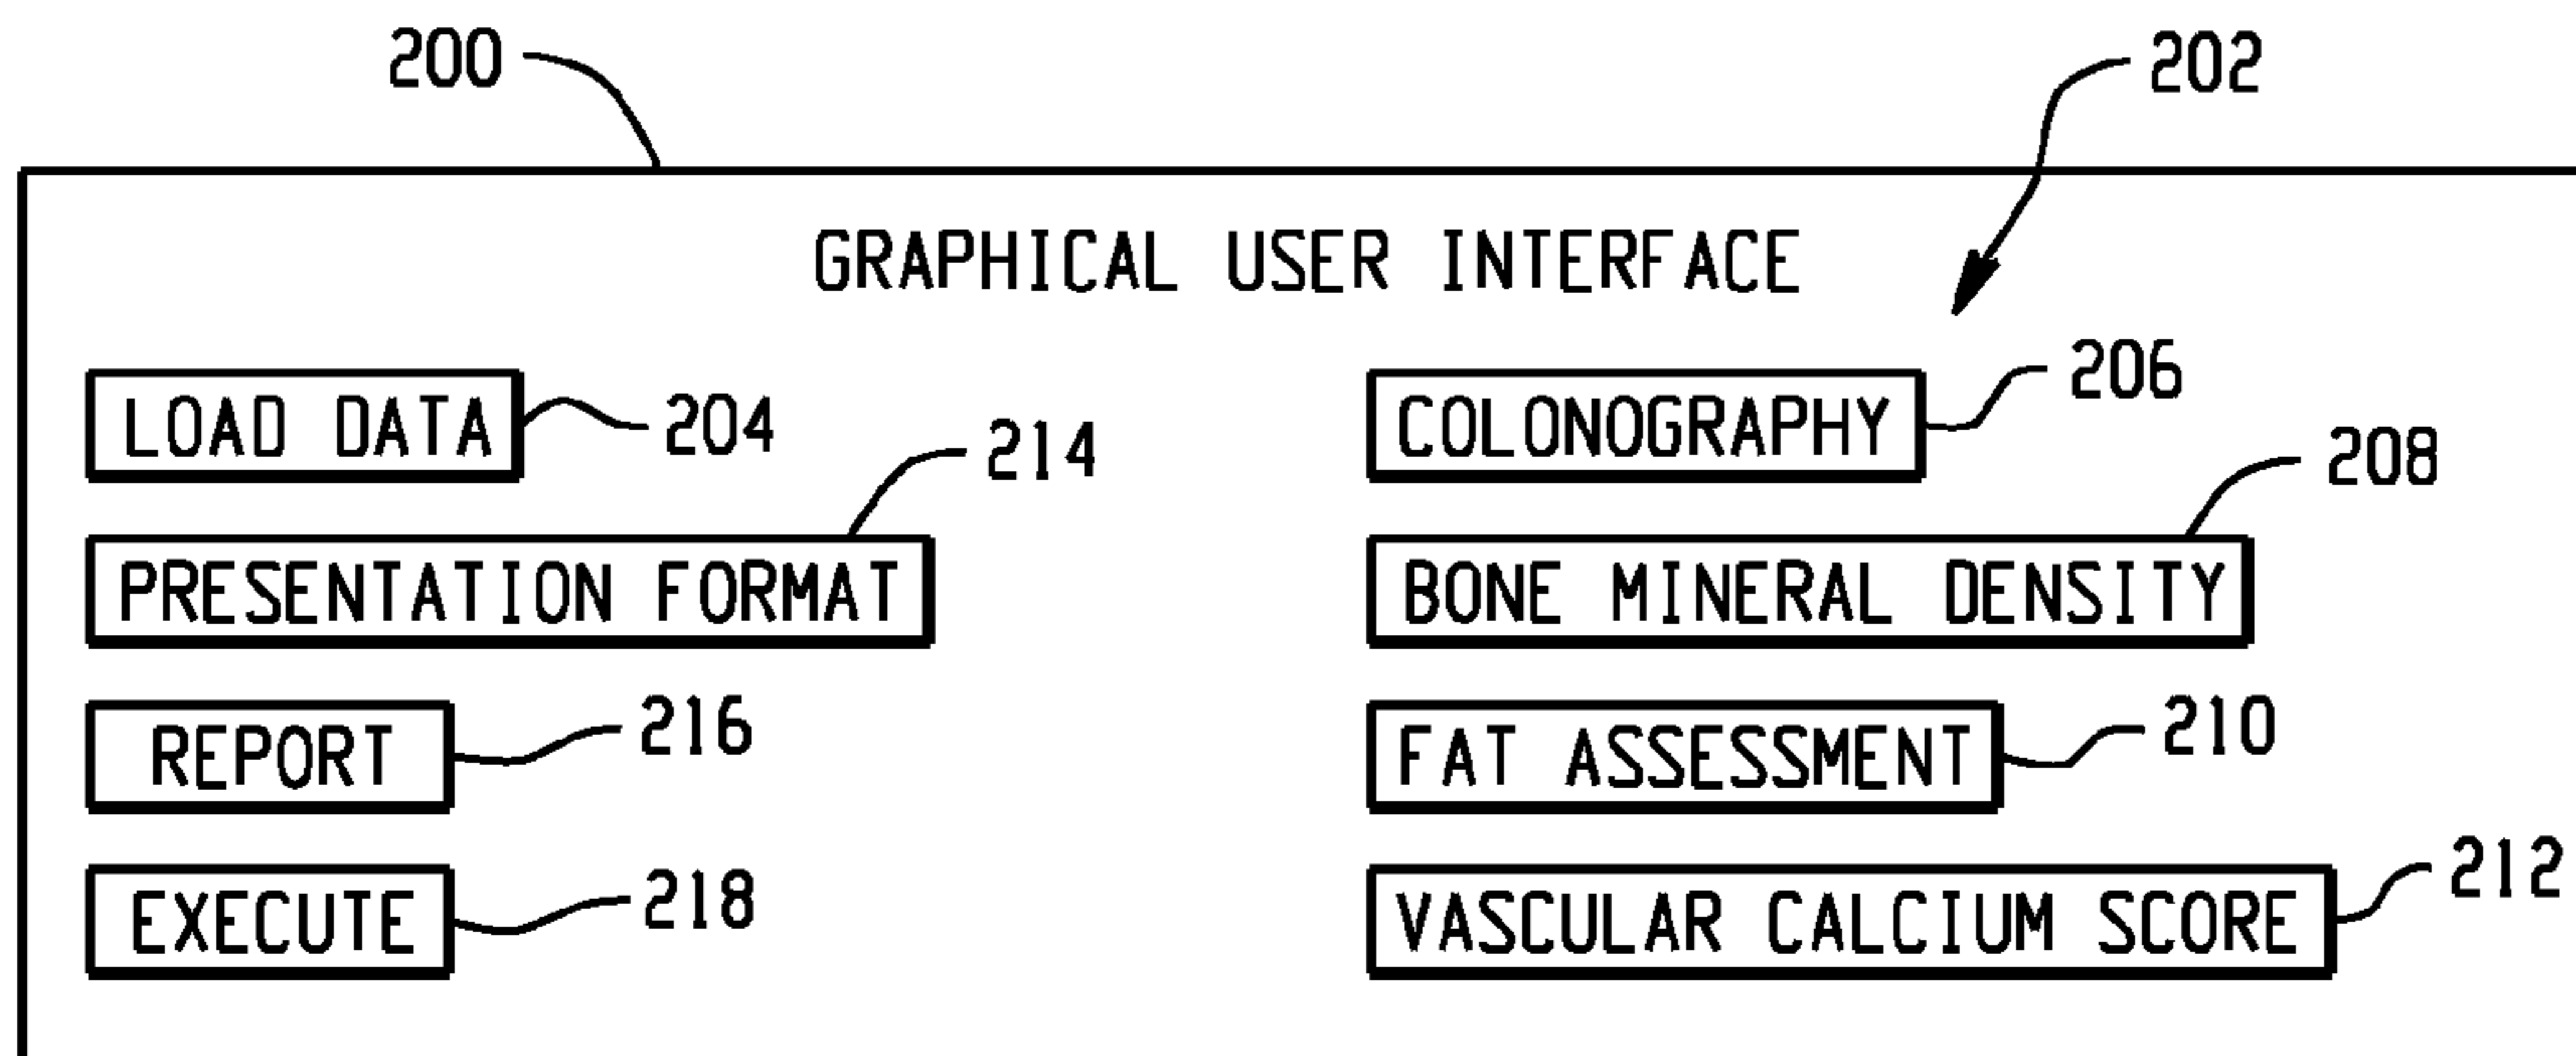 200
202
GRAPHICAL USER INTERFACE
LOAD DATA
204
COLONOGRAPHY
206
PRESENTATION FORMAT
214
BONE MINERAL DENSITY
208
REPORT
216
FAT ASSESSMENT
210
EXECUTE
218
VASCULAR CALCIUM SCORE
212